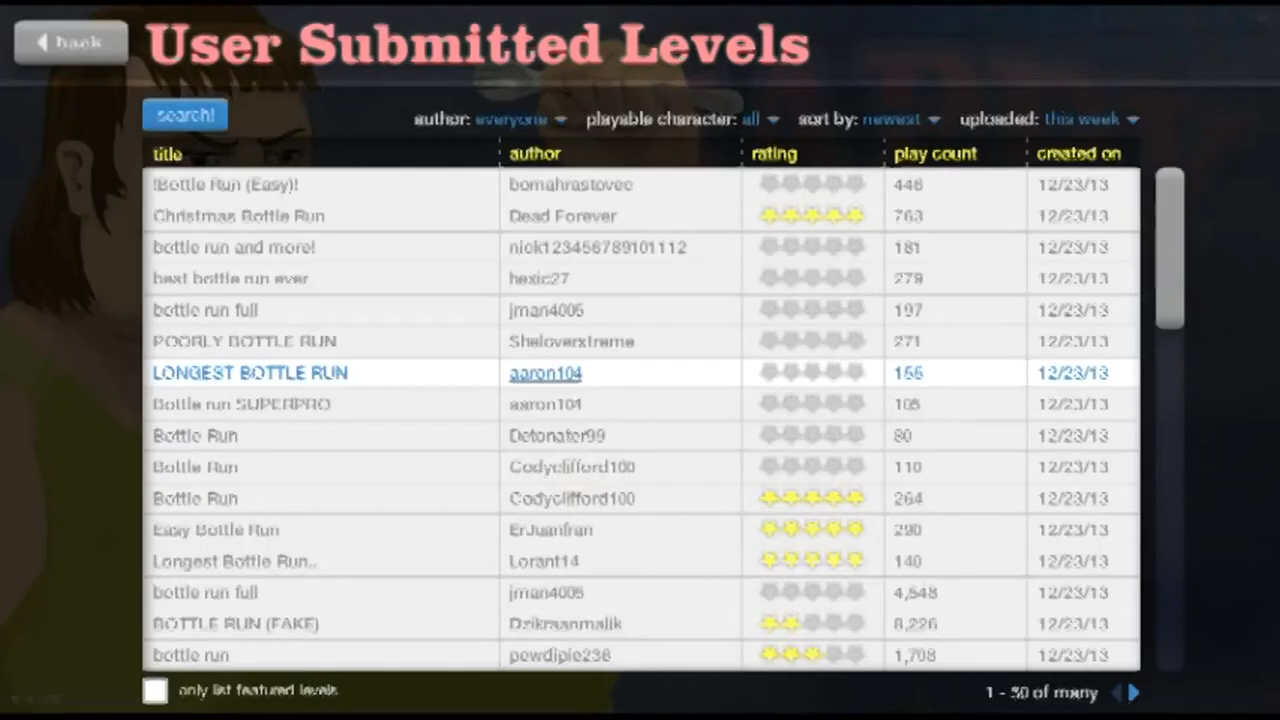 back
User Submitted Levels
search!
author: everyone playable character: all sort by: newest uploaded: this week
title author rating play count created on
!Bottle Run (Easy)! bomahrastovec 446 12/23/13
Christmas Bottle Run Dead Forever 763 12/23/13
bottle run and more! nick123456789101112 181 12/23/13
best bottle run ever hexic27 279 12/23/13
bottle run full jman4005 197 12/23/13
POORLY BOTTLE RUN Sheloverxtreme 271 12/23/13
LONGEST BOTTLE RUN aaron104 155 12/23/13
Bottle run SUPERPRO aaron104 105 12/23/13
Bottle Run Detonater99 80 12/23/13
Bottle Run Codyclifford100 110 12/23/13
Bottle Run Codyclifford100 264 12/23/13
Easy Bottle Run ErJuanfran 290 12/23/13
Longest Bottle Run.. Lorant14 140 12/23/13
bottle run full jman4005 4,548 12/23/13
BOTTLE RUN (FAKE) Dzikraanmalik 8,226 12/23/13
bottle run pewdipie236 1,708 12/23/13
only list featured levels 1 - 50 of many